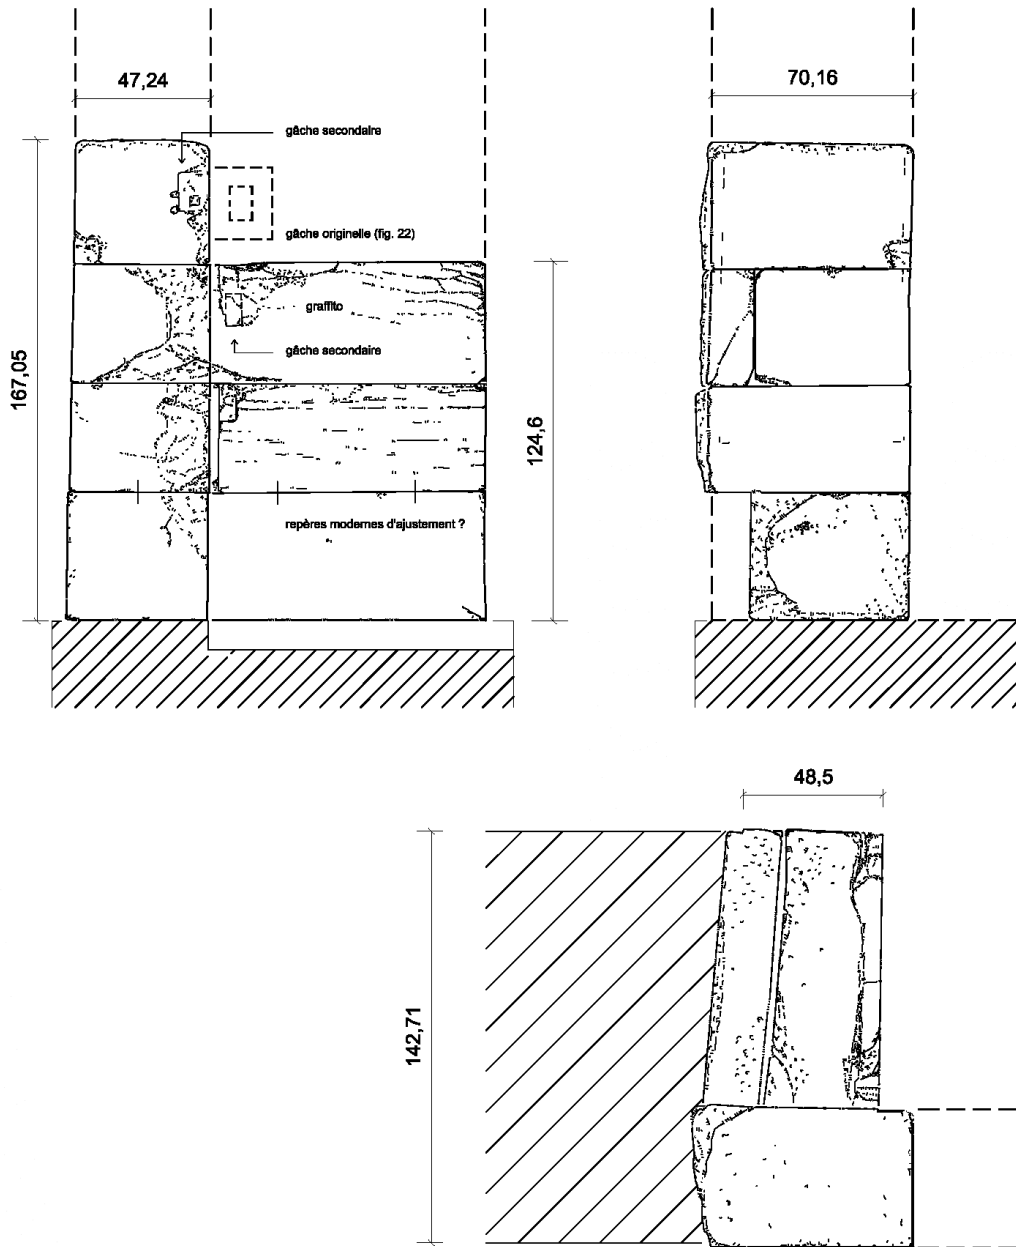 47,24
70,16
gâche secondaire
gâche originelle (fig. 22)
graffito
gâche secondaire
167,05
124,6
repères modernes d'ajustement ?
48,5
142,71